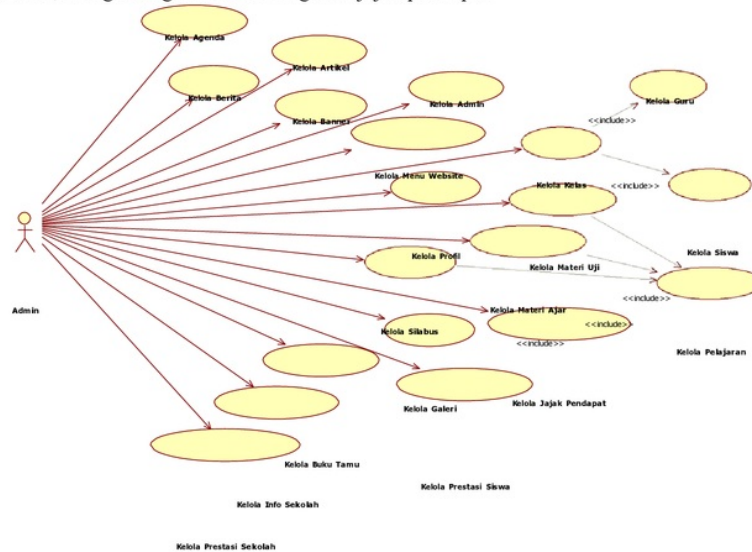 Kelola Agenda
Kelola Artikel
Kelola Berita
Kelola Admin
Kelola Guru
Kelola Banner
<<include>>
Kelola Menu Website
Kelola Kelas
<<include>>
Kelola Profil
Kelola Siswa
Kelola Materi Uji
<<include>>
Admin
Kelola Materi Ajar
<<include>>
Kelola Silabus
<<include>>
Kelola Pelajaran
Kelola Galeri
Kelola Jajak Pendapat
Kelola Buku Tamu
Kelola Prestasi Siswa
Kelola Info Sekolah
Kelola Prestasi Sekolah